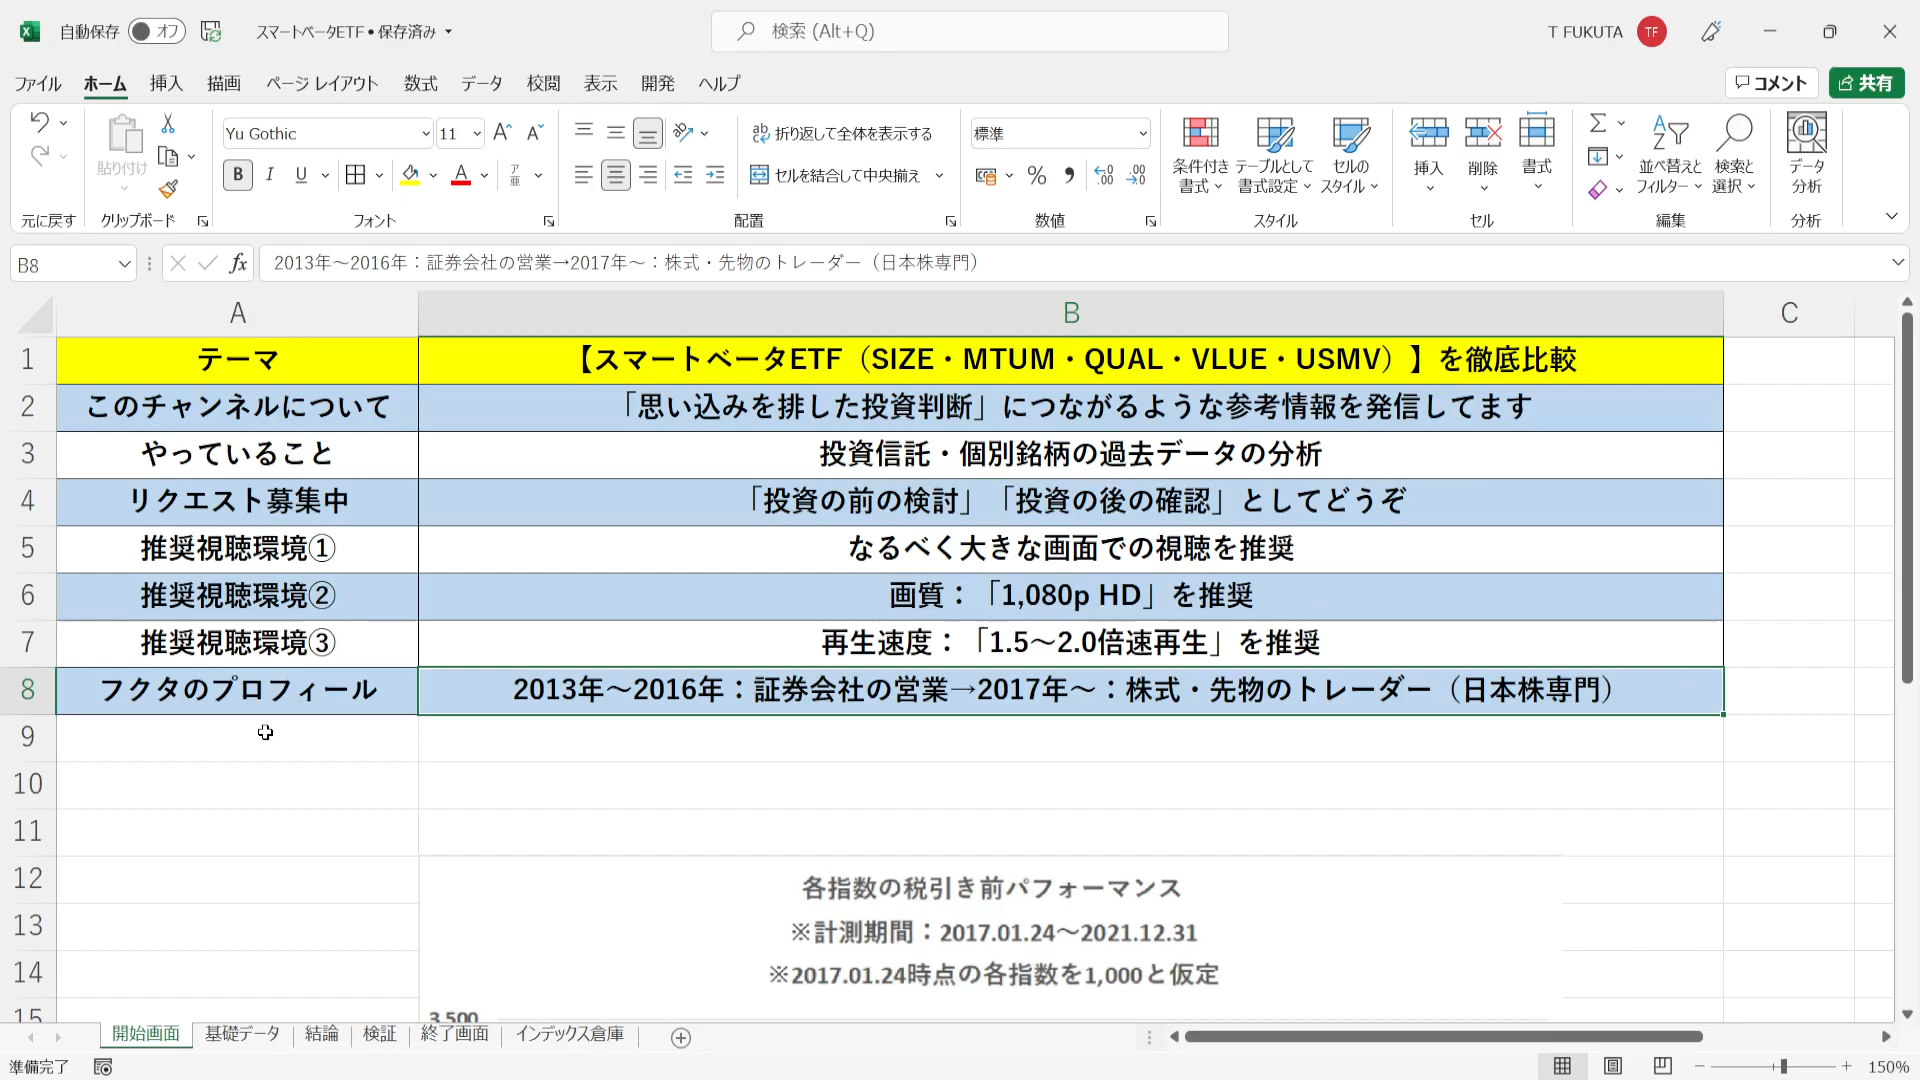 自動保存 オフ スマートベータETF • 保存済み 検索 (Alt+Q) T FUKUTA TF
ファイル ホーム 挿入 描画 ページ レイアウト 数式 データ 校閲 表示 開発 ヘルプ コメント 共有
貼り付け Yu Gothic 11 折り返して全体を表示する 標準
B I U A ア亜 セルを結合して中央揃え % 条件付き書式 テーブルとして書式設定 セルのスタイル 挿入 削除 書式 並べ替えとフィルター 検索と選択 データ分析
元に戻す クリップボード フォント 配置 数値 スタイル セル 編集 分析
B8 fx 2013年～2016年：証券会社の営業→2017年～：株式・先物のトレーダー（日本株専門）
A B C
1 テーマ 【スマートベータETF（SIZE・MTUM・QUAL・VLUE・USMV）】を徹底比較
2 このチャンネルについて 「思い込みを排した投資判断」につながるような参考情報を発信してます
3 やっていること 投資信託・個別銘柄の過去データの分析
4 リクエスト募集中 「投資の前の検討」「投資の後の確認」としてどうぞ
5 推奨視聴環境① なるべく大きな画面での視聴を推奨
6 推奨視聴環境② 画質：「1,080p HD」を推奨
7 推奨視聴環境③ 再生速度：「1.5～2.0倍速再生」を推奨
8 フクタのプロフィール 2013年～2016年：証券会社の営業→2017年～：株式・先物のトレーダー（日本株専門）
9
10
11
12 各指数の税引き前パフォーマンス
13 ※計測期間：2017.01.24～2021.12.31
14 ※2017.01.24時点の各指数を1,000と仮定
15 3,500
開始画面 基礎データ 結論 検証 終了画面 インデックス倉庫
準備完了 150%